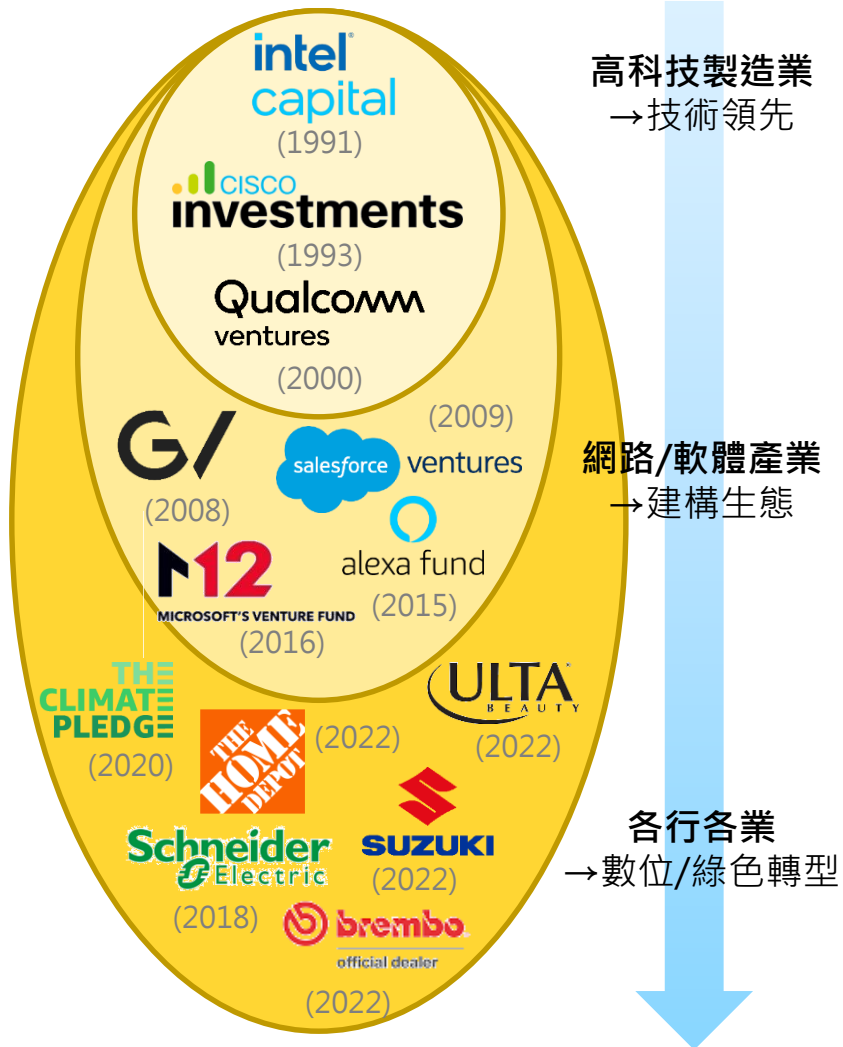 intel
capital
(1991)
CISCO
investments
(1993)
Qualcomm
ventures
(2000)
高科技製造業
→技術領先
GV
(2008)
(2009)
salesforce ventures
alexa fund
(2015)
M12
MICROSOFT'S VENTURE FUND
(2016)
網路/軟體產業
→建構生態
THE
CLIMATE
PLEDGE
(2020)
THE
HOME
DEPOT
(2022)
ULTA
BEAUTY
(2022)
Schneider
Electric
(2018)
SUZUKI
(2022)
brembo
official dealer
(2022)
各行各業
→數位/綠色轉型